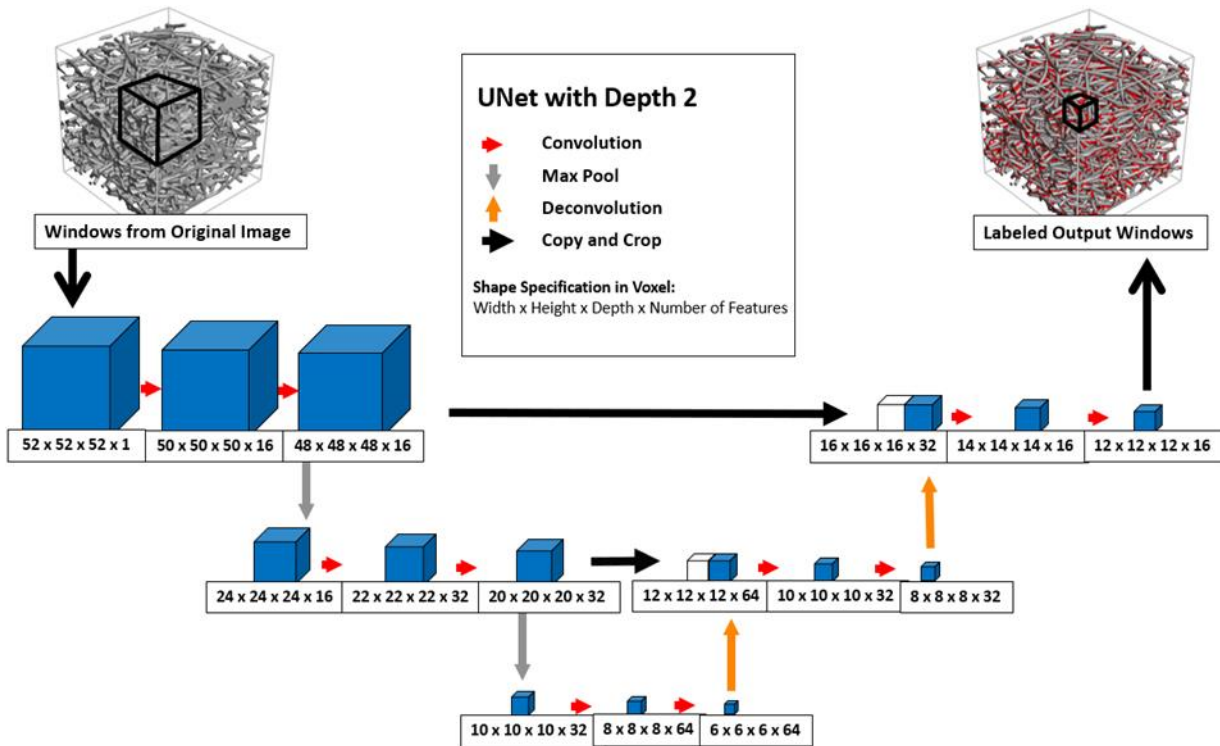 Windows from Original Image
UNet with Depth 2
Convolution
Max Pool
Deconvolution
Copy and Crop
Shape Specification in Voxel:
Width x Height x Depth x Number of Features
Labeled Output Windows
52 x 52 x 52 x 1
50 x 50 x 50 x 16
48 x 48 x 48 x 16
16 x 16 x 16 x 32
14 x 14 x 14 x 16
12 x 12 x 12 x 16
24 x 24 x 24 x 16
22 x 22 x 22 x 32
20 x 20 x 20 x 32
12 x 12 x 12 x 64
10 x 10 x 10 x 32
8 x 8 x 8 x 32
10 x 10 x 10 x 32
8 x 8 x 8 x 64
6 x 6 x 6 x 64